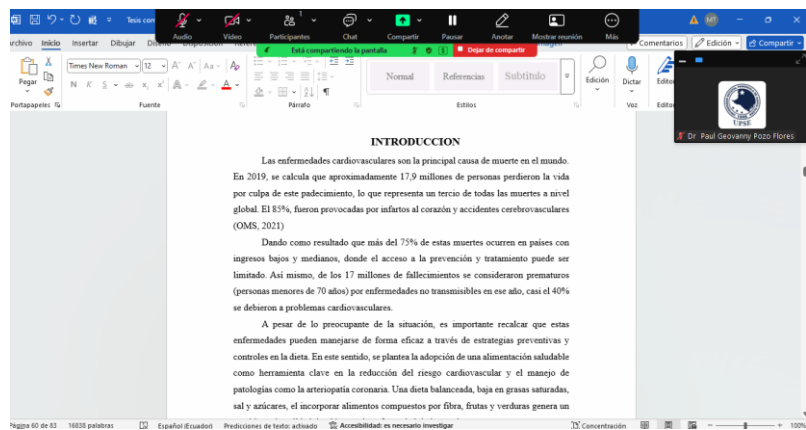 Tesis con
Audio
Vídeo
Participantes
1
Chat
Compartir
Pausar
Anotar
Mostrar reunión
Más
MT
Está compartiendo la pantalla
Dejar de compartir
rchivo Inicio Insertar Dibujar
Comentarios Edición Compartir
Times New Roman 12
Pegar
N K S ab x, x²
Normal
Referencias
Subtítulo
Edición
Dictar
Portapapeles
Fuente
Párrafo
Estilos
Voz
UPSE
Dr Paul Geovanny Pozo Flores
INTRODUCCION
Las enfermedades cardiovasculares son la principal causa de muerte en el mundo.
En 2019, se calcula que aproximadamente 17,9 millones de personas perdieron la vida
por culpa de este padecimiento, lo que representa un tercio de todas las muertes a nivel
global. El 85%, fueron provocadas por infartos al corazón y accidentes cerebrovasculares
(OMS, 2021)
Dando como resultado que más del 75% de estas muertes ocurren en países con
ingresos bajos y medianos, donde el acceso a la prevención y tratamiento puede ser
limitado. Así mismo, de los 17 millones de fallecimientos se consideraron prematuros
(personas menores de 70 años) por enfermedades no transmisibles en ese año, casi el 40%
se debieron a problemas cardiovasculares.
A pesar de lo preocupante de la situación, es importante recalcar que estas
enfermedades pueden manejarse de forma eficaz a través de estrategias preventivas y
controles en la dieta. En este sentido, se plantea la adopción de una alimentación saludable
como herramienta clave en la reducción del riesgo cardiovascular y el manejo de
patologías como la arteriopatía coronaria. Una dieta balanceada, baja en grasas saturadas,
sal y azúcares, el incorporar alimentos compuestos por fibra, frutas y verduras genera un
Página 60 de 83 16838 palabras Español (Ecuador) Predicciones de texto: activado Accesibilidad: es necesario investigar Concentración 100%